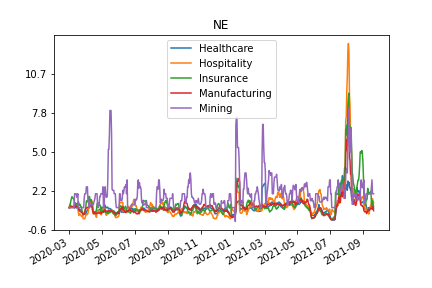 NE
Healthcare
Hospitality
Insurance
Manufacturing
Mining
10.7
7.8
5.0
2.2
-0.6
2020-03
2020-05
2020-07
2020-09
2020-11
2021-01
2021-03
2021-05
2021-07
2021-09